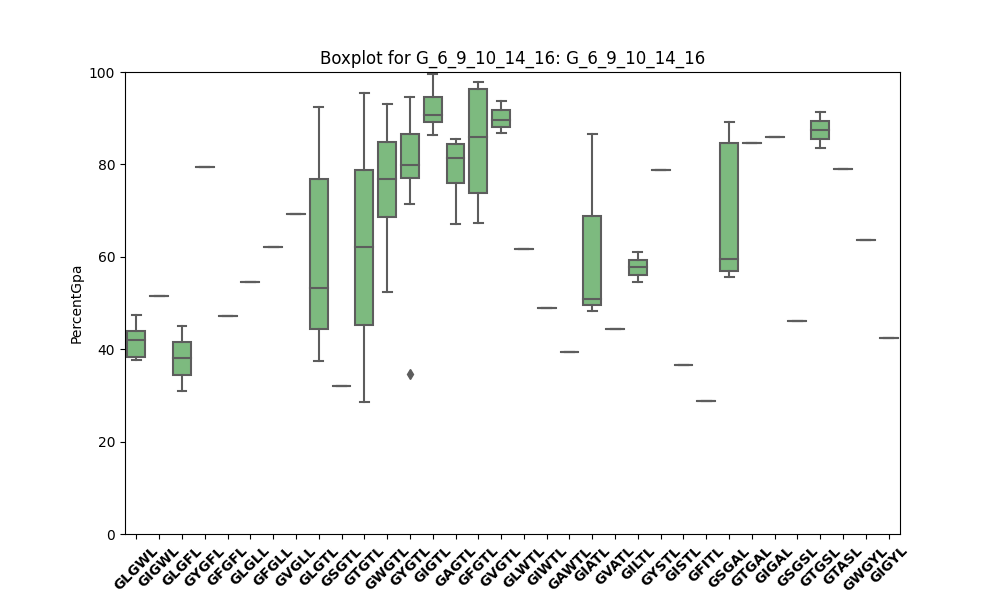 Boxplot for G_6_9_10_14_16: G_6_9_10_14_16
100
80
60
40
20
0
PercentGpa
GLGWL
GIGWL
GLGFL
GYGFL
GFGFL
GLGLL
GFGLL
GVGLL
GLGTL
GSGTL
GTGTL
GWGTL
GYGTL
GIGTL
GAGTL
GFGTL
GVGTL
GLWTL
GIWTL
GAWTL
GIATL
GVATL
GILTL
GYSTL
GISTL
GFITL
GSGAL
GTGAL
GIGAL
GSGSL
GTGSL
GTASL
GWGYL
GIGYL